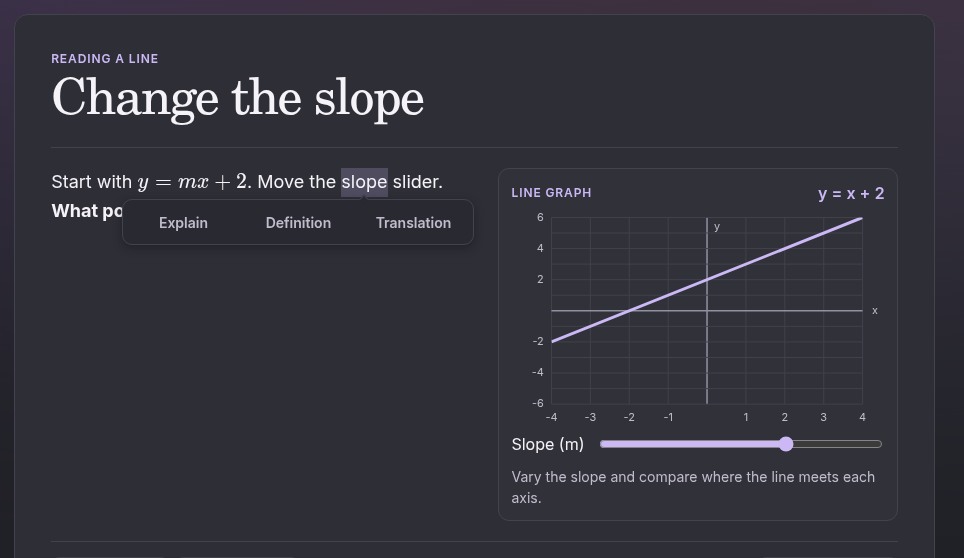 READING A LINE
Change the slope
Start with y = mx + 2. Move the slope slider.
What
Explain Definition Translation
LINE GRAPH
y = x + 2
6
4
2
-2
-4
-6
y
x
-4 -3 -2 -1 1 2 3 4
Slope (m)
Vary the slope and compare where the line meets each
axis.